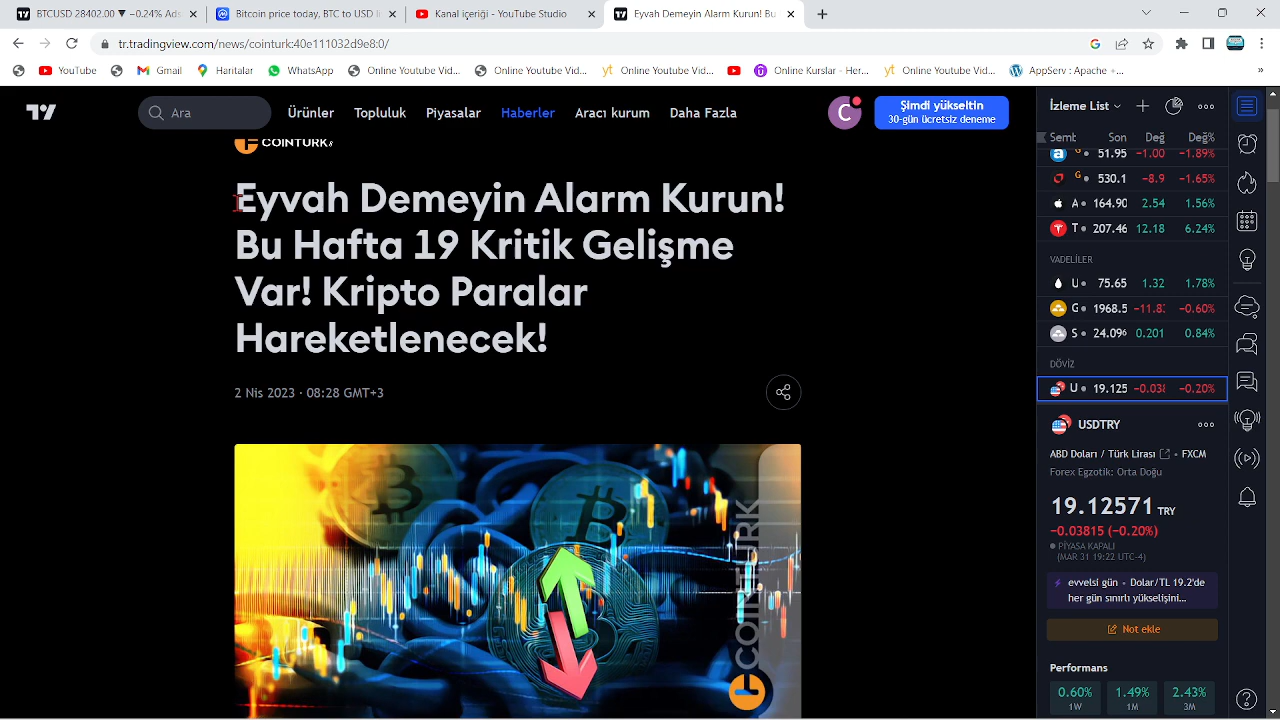 BTCUSD 28402.00 ▼ −0.24% Ads
Bitcoin price today, BTC to USD li
Kanal içeriği - YouTube Studio
Eyvah Demeyin Alarm Kurun! Bu
tr.tradingview.com/news/cointurk:40e111032d9e8:0/
YouTube
Gmail
Haritalar
WhatsApp
Online Youtube Vid...
Online Youtube Vid...
Online Youtube Vid...
Online Kurslar - Her...
Online Youtube Vid...
AppServ : Apache +...
»
Ara
Ürünler
Topluluk
Piyasalar
Haberler
Aracı kurum
Daha Fazla
C
Şimdi yükseltin
30-gün ücretsiz deneme
COINTURK
Eyvah Demeyin Alarm Kurun!
Bu Hafta 19 Kritik Gelişme
Var! Kripto Paralar
Hareketlenecek!
2 Nis 2023 · 08:28 GMT+3
COINTURK
İzleme List
Semb Son Değ Değ%
G 51.95 −1.00 −1.89%
G 530.1 −8.9 −1.65%
A 164.90 2.54 1.56%
T 207.46 12.18 6.24%
VADELİLER
U 75.65 1.32 1.78%
G 1968.5 −11.8 −0.60%
S 24.096 0.201 0.84%
DÖVİZ
U 19.125 −0.038 −0.20%
USDTRY
ABD Doları / Türk Lirası • FXCM
Forex Egzotik: Orta Doğu
19.12571 TRY
−0.03815 (−0.20%)
PİYASA KAPALI
(MAR 31 19:22 UTC-4)
evvelsi gün • Dolar/TL 19.2'de
her gün sınırlı yükselişini...
Not ekle
Performans
0.60%
1W
1.49%
1M
2.43%
3M